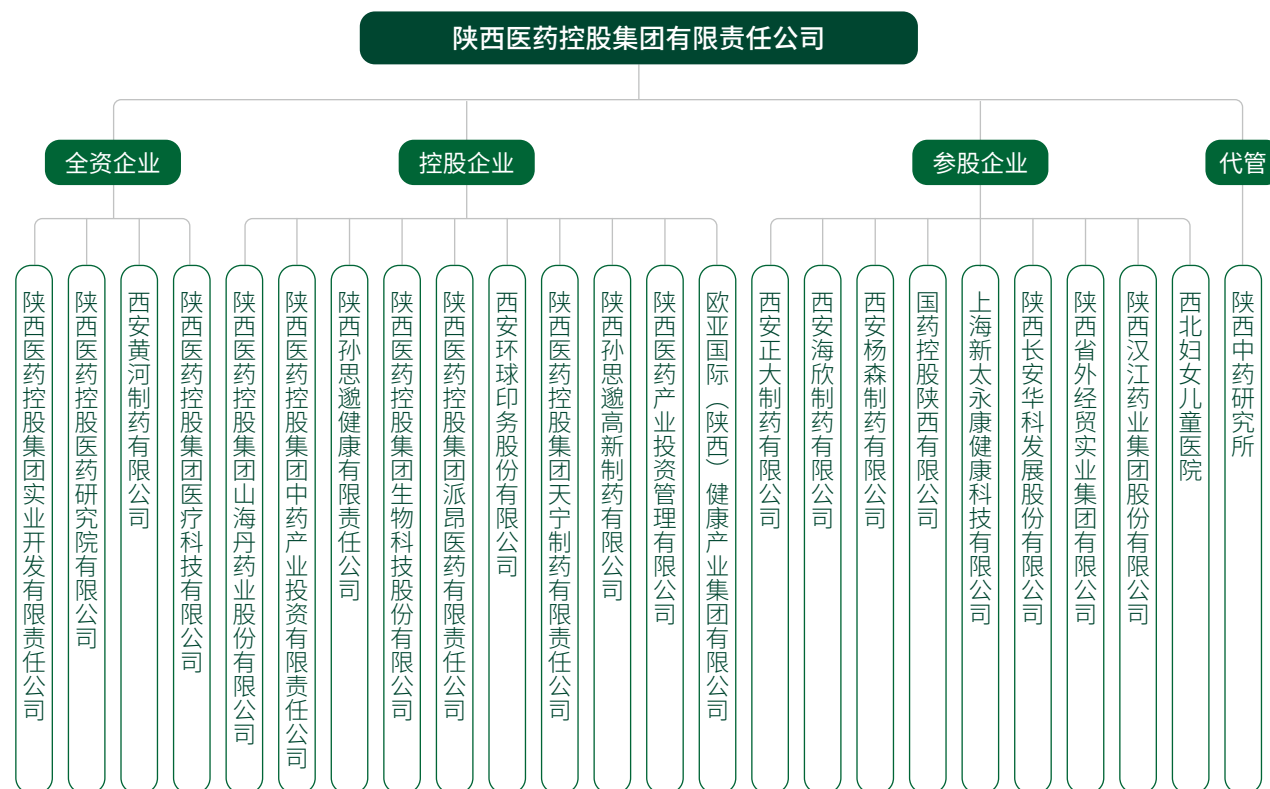 陕西医药控股集团有限责任公司
全资企业
控股企业
参股企业
代管
陕西医药控股集团实业开发有限责任公司
陕西医药控股医药研究院有限公司
西安黄河制药有限公司
陕西医药控股集团医疗科技有限公司
陕西医药控股集团山海丹药业股份有限公司
陕西医药控股集团中药产业投资有限责任公司
陕西孙思邈健康有限责任公司
陕西医药控股集团生物科技股份有限公司
陕西医药控股集团派昂医药有限责任公司
西安环球印务股份有限公司
陕西医药控股集团天宁制药有限责任公司
陕西孙思邈高新制药有限公司
陕西医药产业投资管理有限公司
欧亚国际（陕西）健康产业集团有限公司
西安正大制药有限公司
西安海欣制药有限公司
西安杨森制药有限公司
国药控股陕西有限公司
上海新太永康健康科技有限公司
陕西长安华科发展股份有限公司
陕西省外经贸实业集团有限公司
陕西汉江药业集团股份有限公司
西北妇女儿童医院
陕西中药研究所